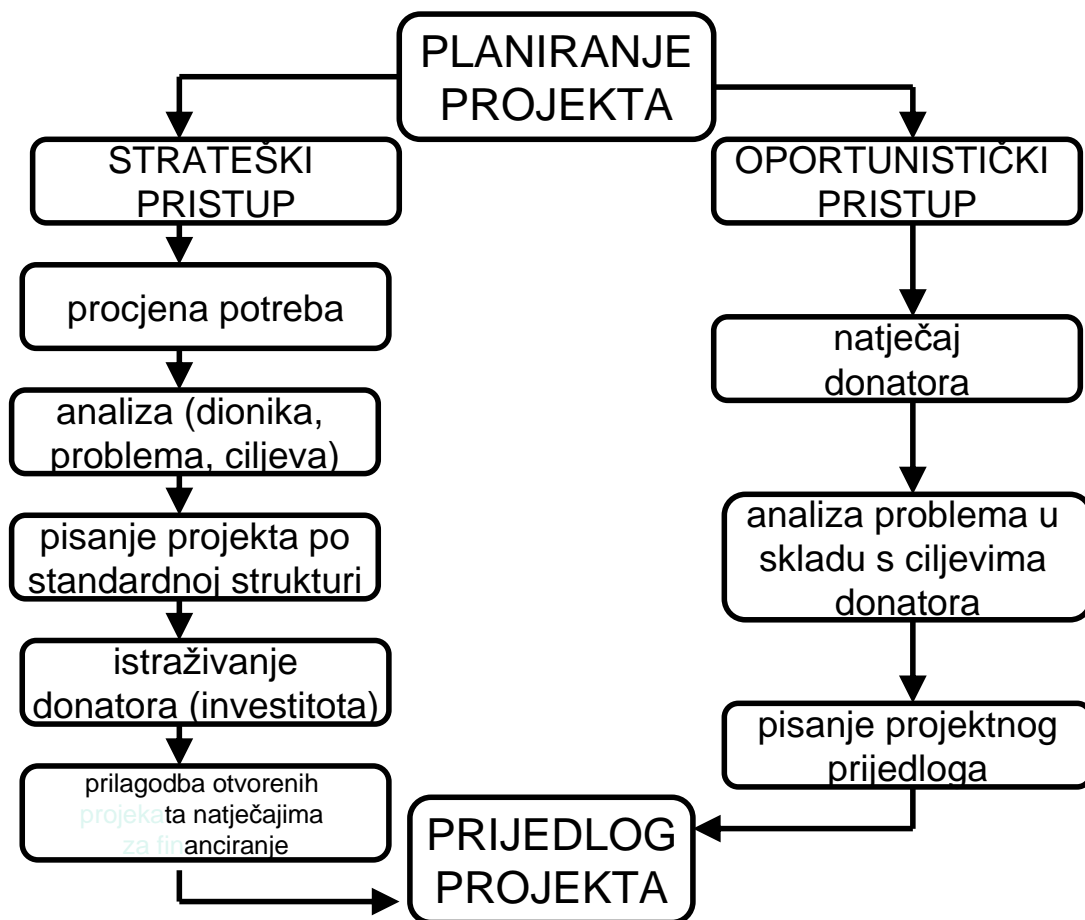 PLANIRANJE
PROJEKTA
STRATEŠKI
PRISTUP
procjena potreba
analiza (dionika,
problema, ciljeva)
pisanje projekta po
standardnoj strukturi
istraživanje
donatora (investitota)
prilagodba otvorenih
projekata natječajima
za financiranje
OPORTUNISTIČKI
PRISTUP
natječaj
donatora
analiza problema u
skladu s ciljevima
donatora
pisanje projektnog
prijedloga
PRIJEDLOG
PROJEKTA